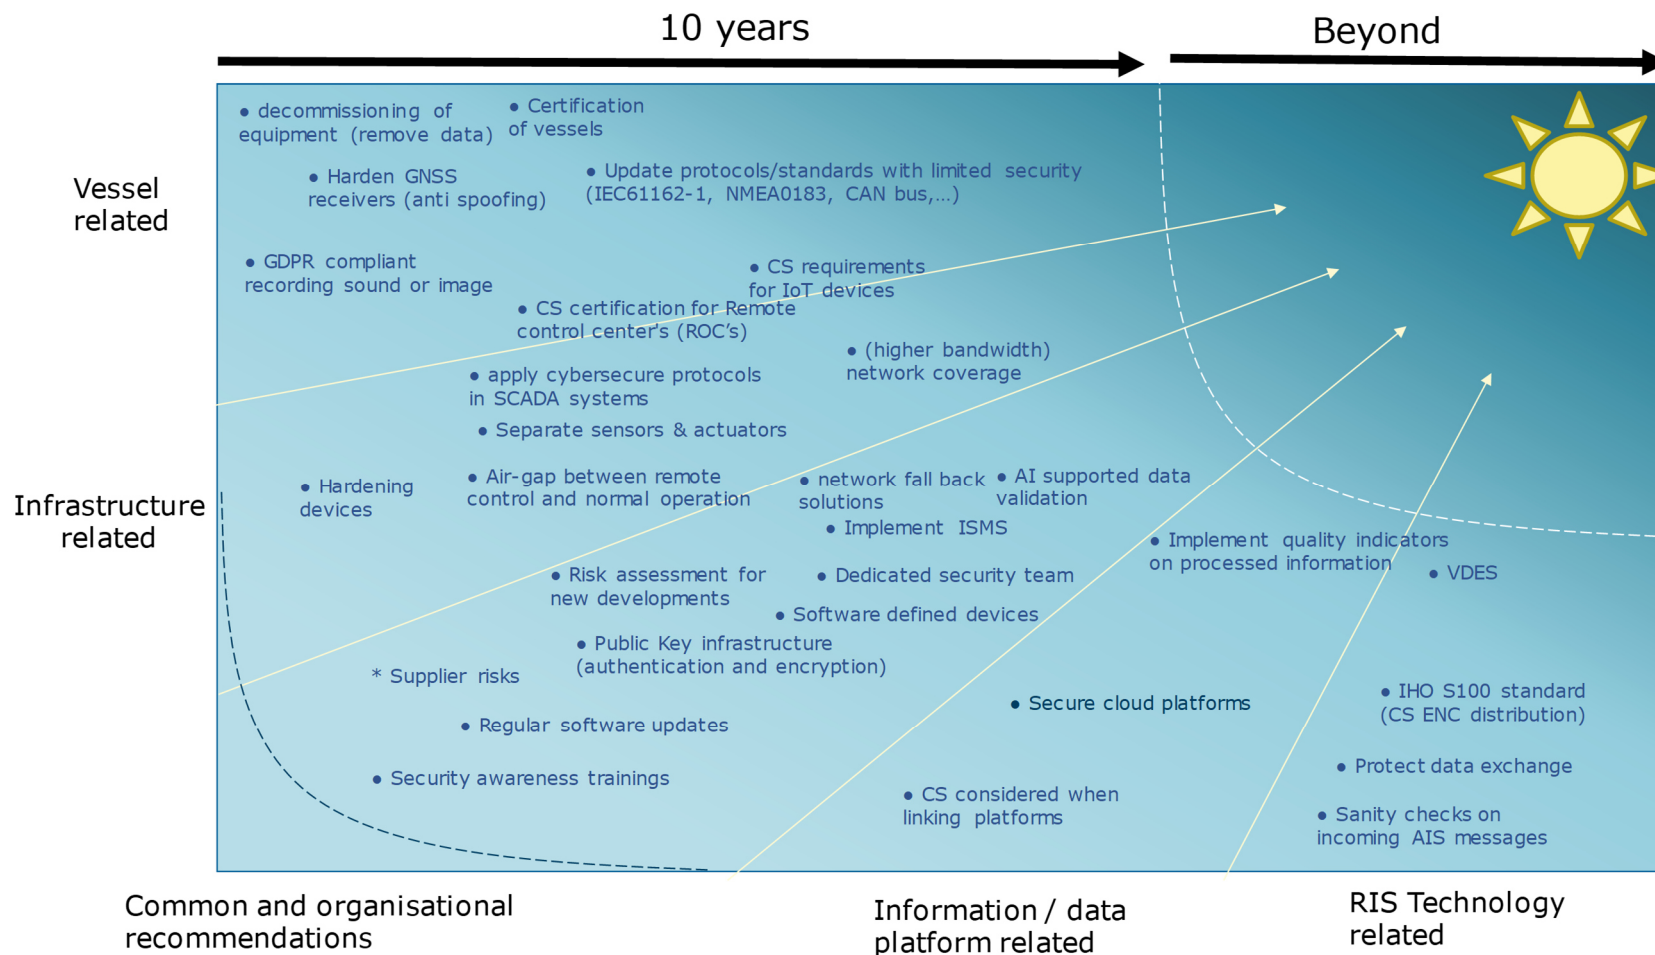 10 years
Beyond
Vessel
related
Infrastructure
related
• decommissioning of
equipment (remove data)
• Certification
of vessels
• Harden GNSS
receivers (anti spoofing)
• Update protocols/standards with limited security
(IEC61162-1, NMEA0183, CAN bus,...)
• GDPR compliant
recording sound or image
• CS requirements
for IoT devices
• CS certification for Remote
control center's (ROC's)
• (higher bandwidth)
network coverage
• apply cybersecure protocols
in SCADA systems
• Separate sensors & actuators
• Hardening
devices
• Air-gap between remote
control and normal operation
• network fall back
solutions
• AI supported data
validation
• Implement ISMS
• Implement quality indicators
on processed information
• VDES
• Risk assessment for
new developments
• Dedicated security team
• Software defined devices
• Public Key infrastructure
(authentication and encryption)
* Supplier risks
• Secure cloud platforms
• IHO S100 standard
(CS ENC distribution)
• Regular software updates
• Protect data exchange
• Security awareness trainings
• CS considered when
linking platforms
• Sanity checks on
incoming AIS messages
Common and organisational
recommendations
Information / data
platform related
RIS Technology
related